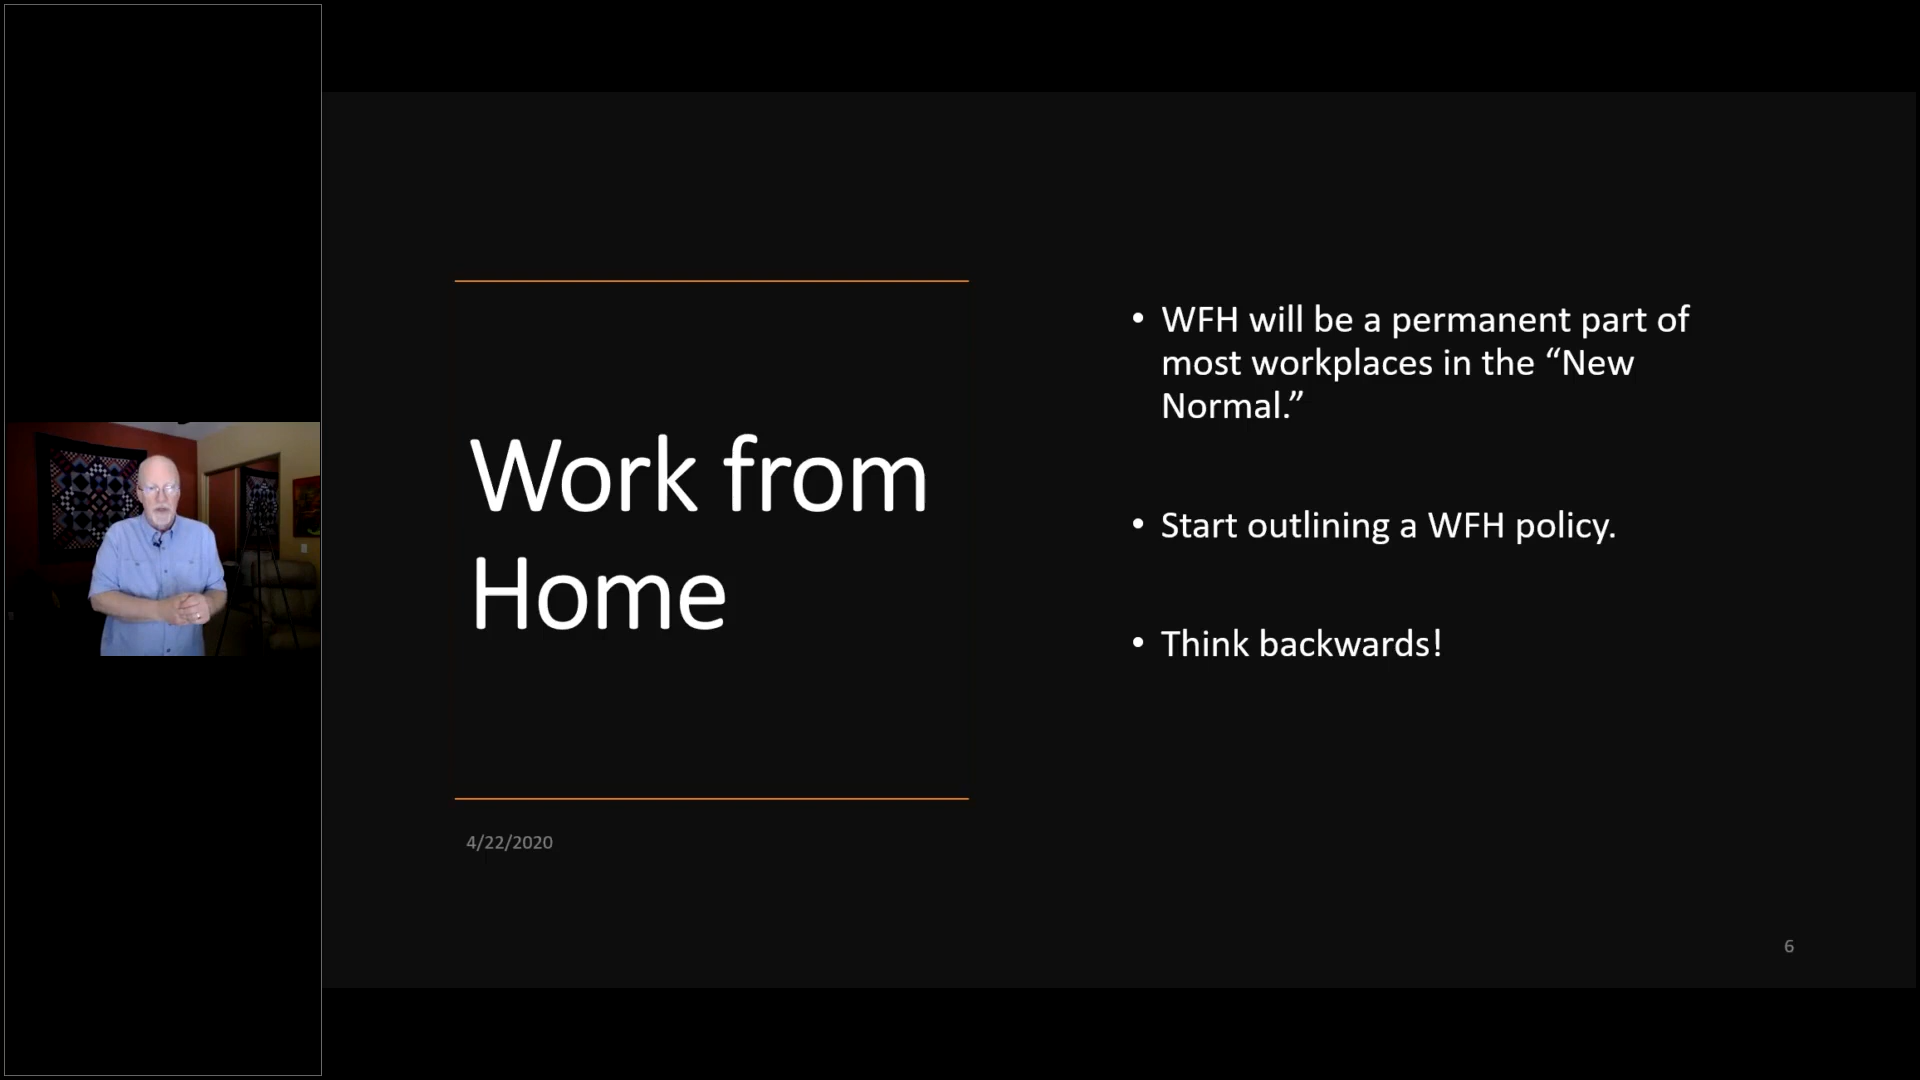 Work from
Home
• WFH will be a permanent part of
most workplaces in the “New
Normal.”
• Start outlining a WFH policy.
• Think backwards!
4/22/2020
6